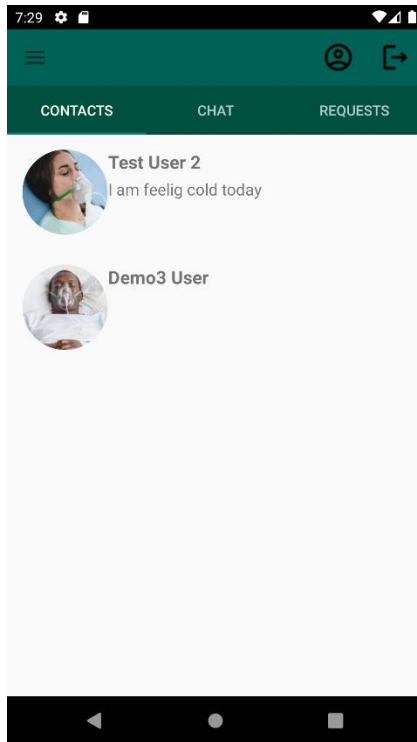 7:29
CONTACTS CHAT REQUESTS
Test User 2
I am feelig cold today
Demo3 User